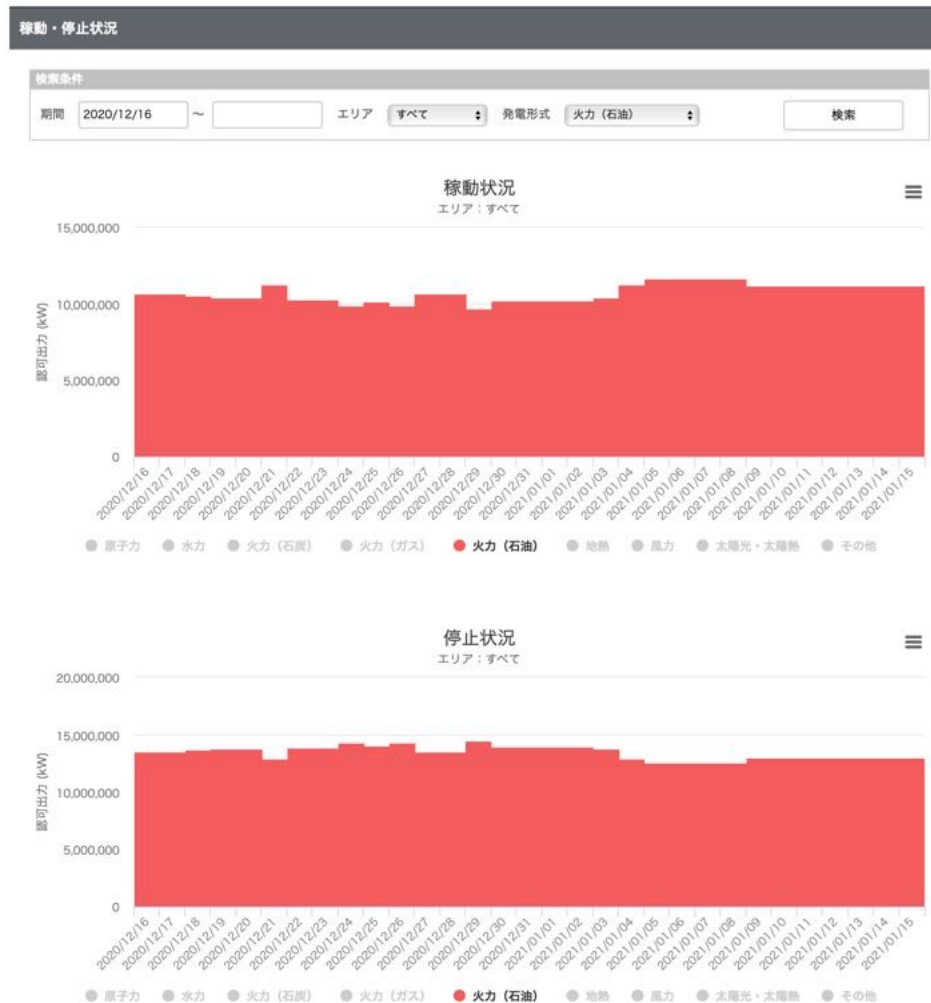 稼動・停止状況
検索条件
期間 2020/12/16 ～ エリア すべて 発電形式 火力（石油） 検索
稼動状況
エリア：すべて
15,000,000
10,000,000
5,000,000
0
認可出力 (kW)
2020/12/16 2020/12/17 2020/12/18 2020/12/19 2020/12/20 2020/12/21 2020/12/22 2020/12/23 2020/12/24 2020/12/25 2020/12/26 2020/12/27 2020/12/28 2020/12/29 2020/12/30 2020/12/31 2021/01/01 2021/01/02 2021/01/03 2021/01/04 2021/01/05 2021/01/06 2021/01/07 2021/01/08 2021/01/09 2021/01/10 2021/01/11 2021/01/12 2021/01/13 2021/01/14 2021/01/15
原子力 水力 火力（石炭） 火力（ガス） 火力（石油） 地熱 風力 太陽光・太陽熱 その他
停止状況
エリア：すべて
20,000,000
15,000,000
10,000,000
5,000,000
0
認可出力 (kW)
2020/12/16 2020/12/17 2020/12/18 2020/12/19 2020/12/20 2020/12/21 2020/12/22 2020/12/23 2020/12/24 2020/12/25 2020/12/26 2020/12/27 2020/12/28 2020/12/29 2020/12/30 2020/12/31 2021/01/01 2021/01/02 2021/01/03 2021/01/04 2021/01/05 2021/01/06 2021/01/07 2021/01/08 2021/01/09 2021/01/10 2021/01/11 2021/01/12 2021/01/13 2021/01/14 2021/01/15
原子力 水力 火力（石炭） 火力（ガス） 火力（石油） 地熱 風力 太陽光・太陽熱 その他